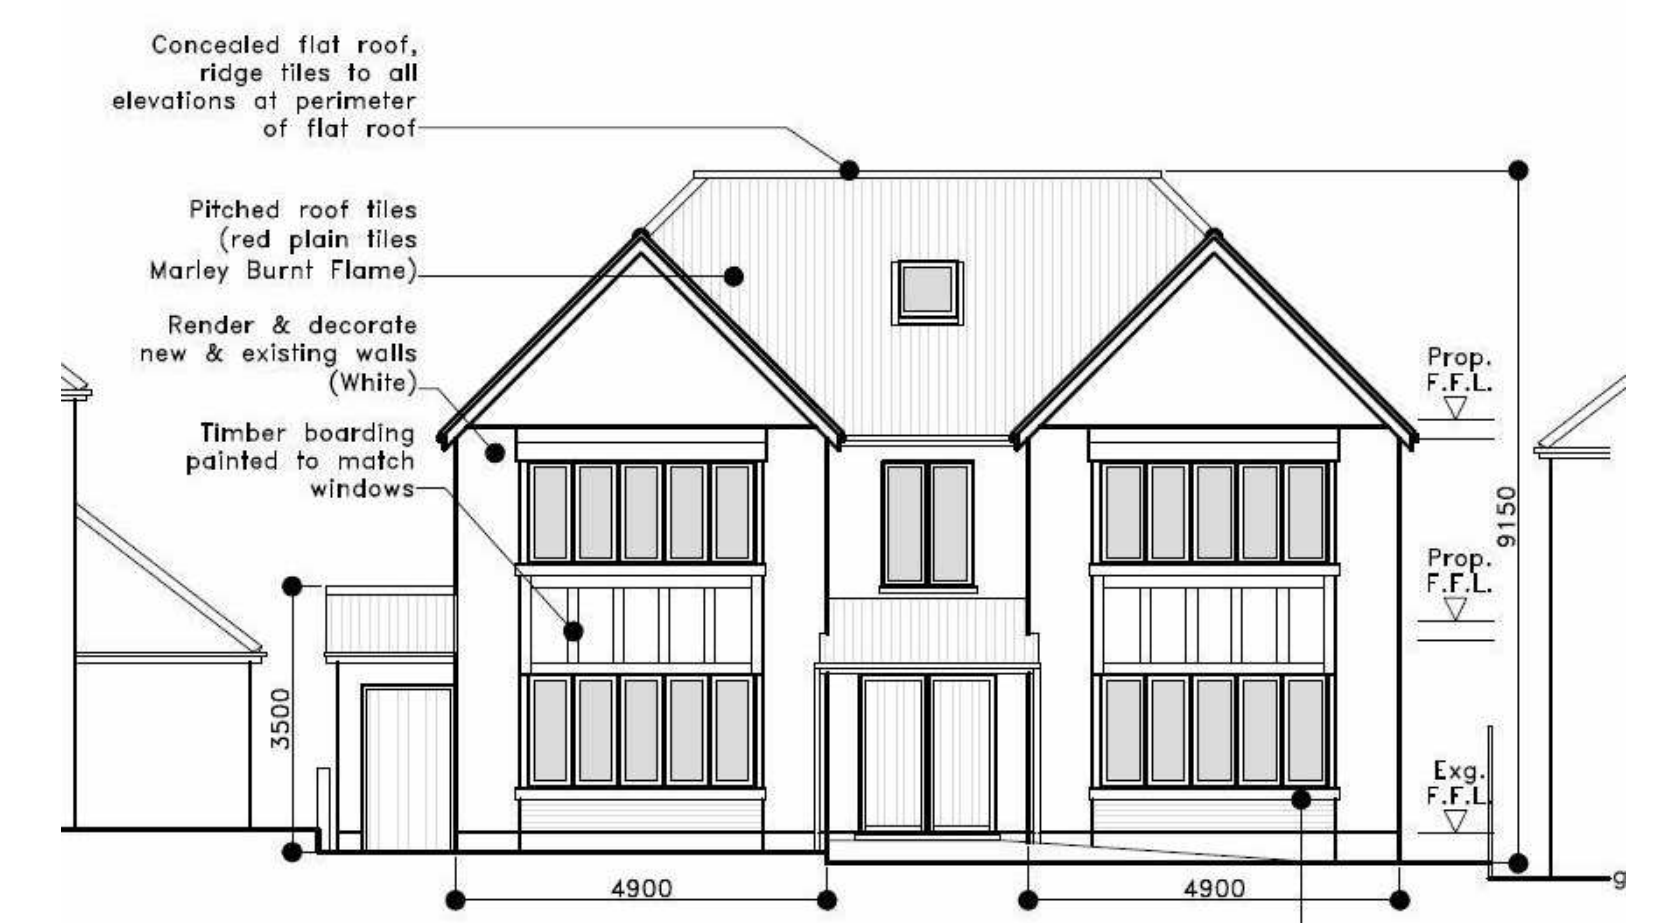 Concealed flat roof,
ridge tiles to all
elevations at perimeter
of flat roof
Pitched roof tiles
(red plain tiles
Marley Burnt Flame)
Render & decorate
new & existing walls
(White)
Timber boarding
painted to match
windows
Prop.
F.F.L.
9150
Prop.
F.F.L.
3500
Exg.
F.F.L.
4900
4900